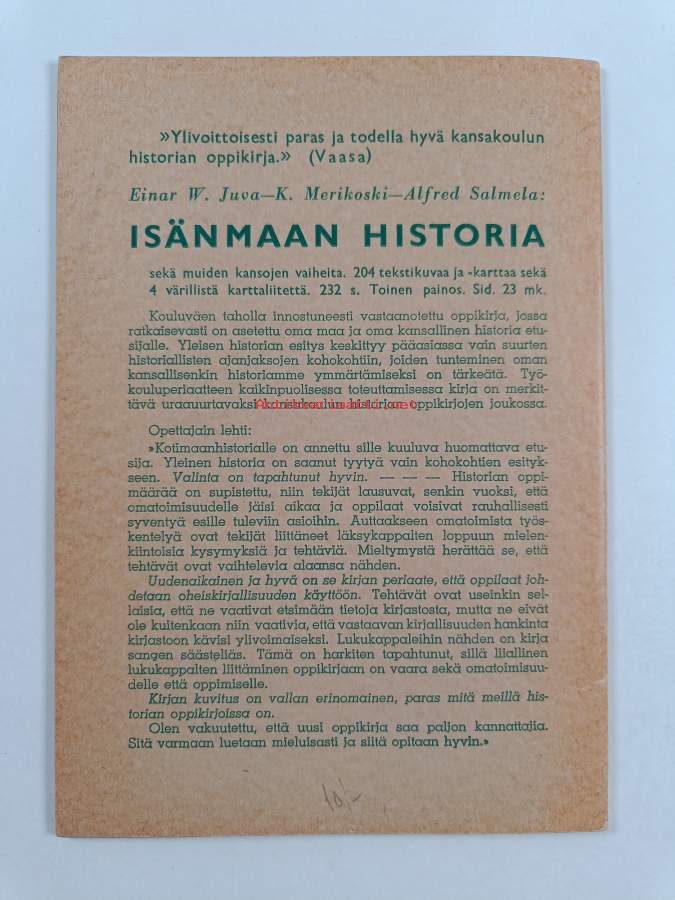 »Ylivoittoisesti paras ja todella hyvä kansakoulun
historian oppikirja.» (Vaasa)
Einar W. Juva—K. Merikoski—Alfred Salmela:
ISÄNMAAN HISTORIA
sekä muiden kansojen vaiheita. 204 tekstikuvaa ja -karttaa sekä
4 värillistä karttaliitettä. 232 s. Toinen painos. Sid. 23 mk.
Kouluväen taholla innostuneesti vastaanotettu oppikirja, jossa
ratkaisevasti on asetettu oma maa ja oma kansallinen historia etu-
sijalle. Yleisen historian esitys keskittyy pääasiassa vain suurten
historiallisten ajanjaksojen kohokohtiin, joiden tunteminen oman
kansallisenkin historiamme ymmärtämiseksi on tärkeätä. Työ-
kouluperiaatteen kaikinpuolisessa toteuttamisessa kirja on merkit-
tävä uraauurtavaksi kansakoulun historian oppikirjojen joukossa.
Opettajain lehti:
»Kotimaanhistorialle on annettu sille kuuluva huomattava etu-
sija. Yleinen historia on saanut tyytyä vain kohokohtien esityk-
seen. Valinta on tapahtunut hyvin. — — — Historian oppi-
määrää on supistettu, niin tekijät lausuvat, senkin vuoksi, että
omatoimisuudelle jäisi aikaa ja oppilaat voisivat rauhallisesti
syventyä esille tuleviin asioihin. Auttaakseen omatoimista työs-
kentelyä ovat tekijät liittäneet läksykappalten loppuun mielen-
kiintoisia kysymyksiä ja tehtäviä. Mieltymystä herättää se, että
tehtävät ovat vaihtelevia alaansa nähden.
Uudenaikainen ja hyvä on se kirjan periaate, että oppilaat joh-
detaan oheiskirjallisuuden käyttöön. Tehtävät ovat useinkin sel-
laisia, että ne vaativat etsimään tietoja kirjastosta, mutta ne eivät
ole kuitenkaan niin vaativia, että vastaavan kirjallisuuden hankinta
kirjastoon kävisi ylivoimaiseksi. Lukukappaleihin nähden on kirja
sangen säästeliäs. Tämä on harkiten tapahtunut, sillä liiallinen
lukukappalten liittäminen oppikirjaan on vaara sekä omatoimisuu-
delle että oppimiselle.
Kirjan kuvitus on vallan erinomainen, paras mitä meillä his-
torian oppikirjoissa on.
Olen vakuutettu, että uusi oppikirja saa paljon kannattajia.
Sitä varmaan luetaan mieluisasti ja siitä opitaan hyvin.»
10/-